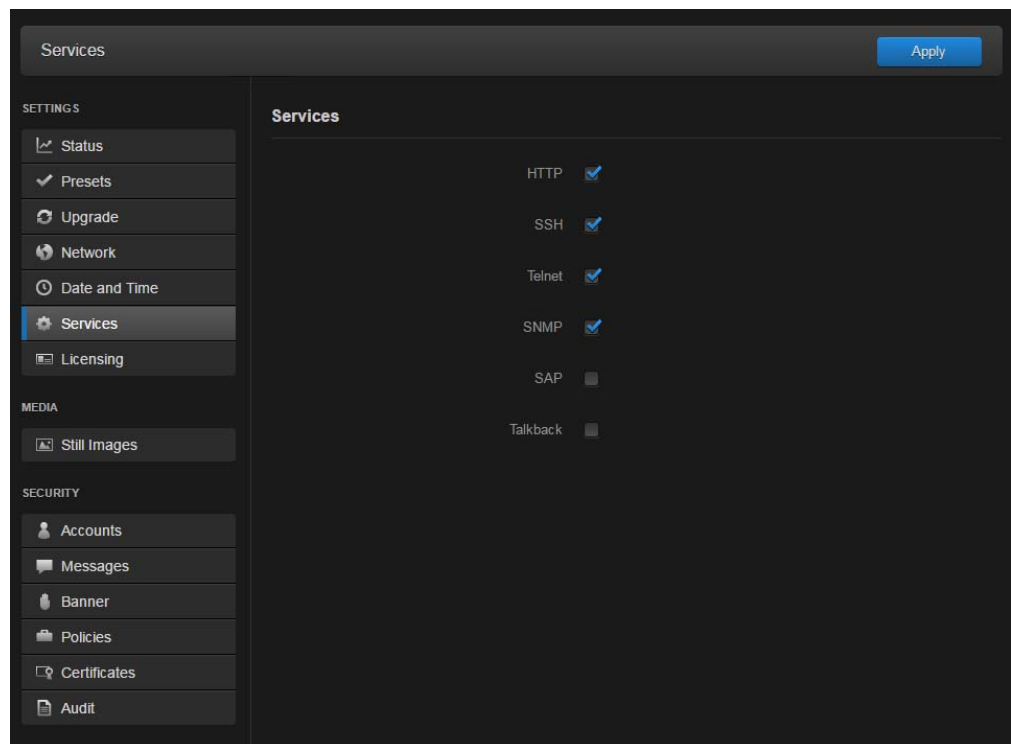 Services
Apply
SETTINGS
Status
Presets
Upgrade
Network
Date and Time
Services
Licensing
MEDIA
Still Images
SECURITY
Accounts
Messages
Banner
Policies
Certificates
Audit
Services
HTTP
SSH
Telnet
SNMP
SAP
Talkback